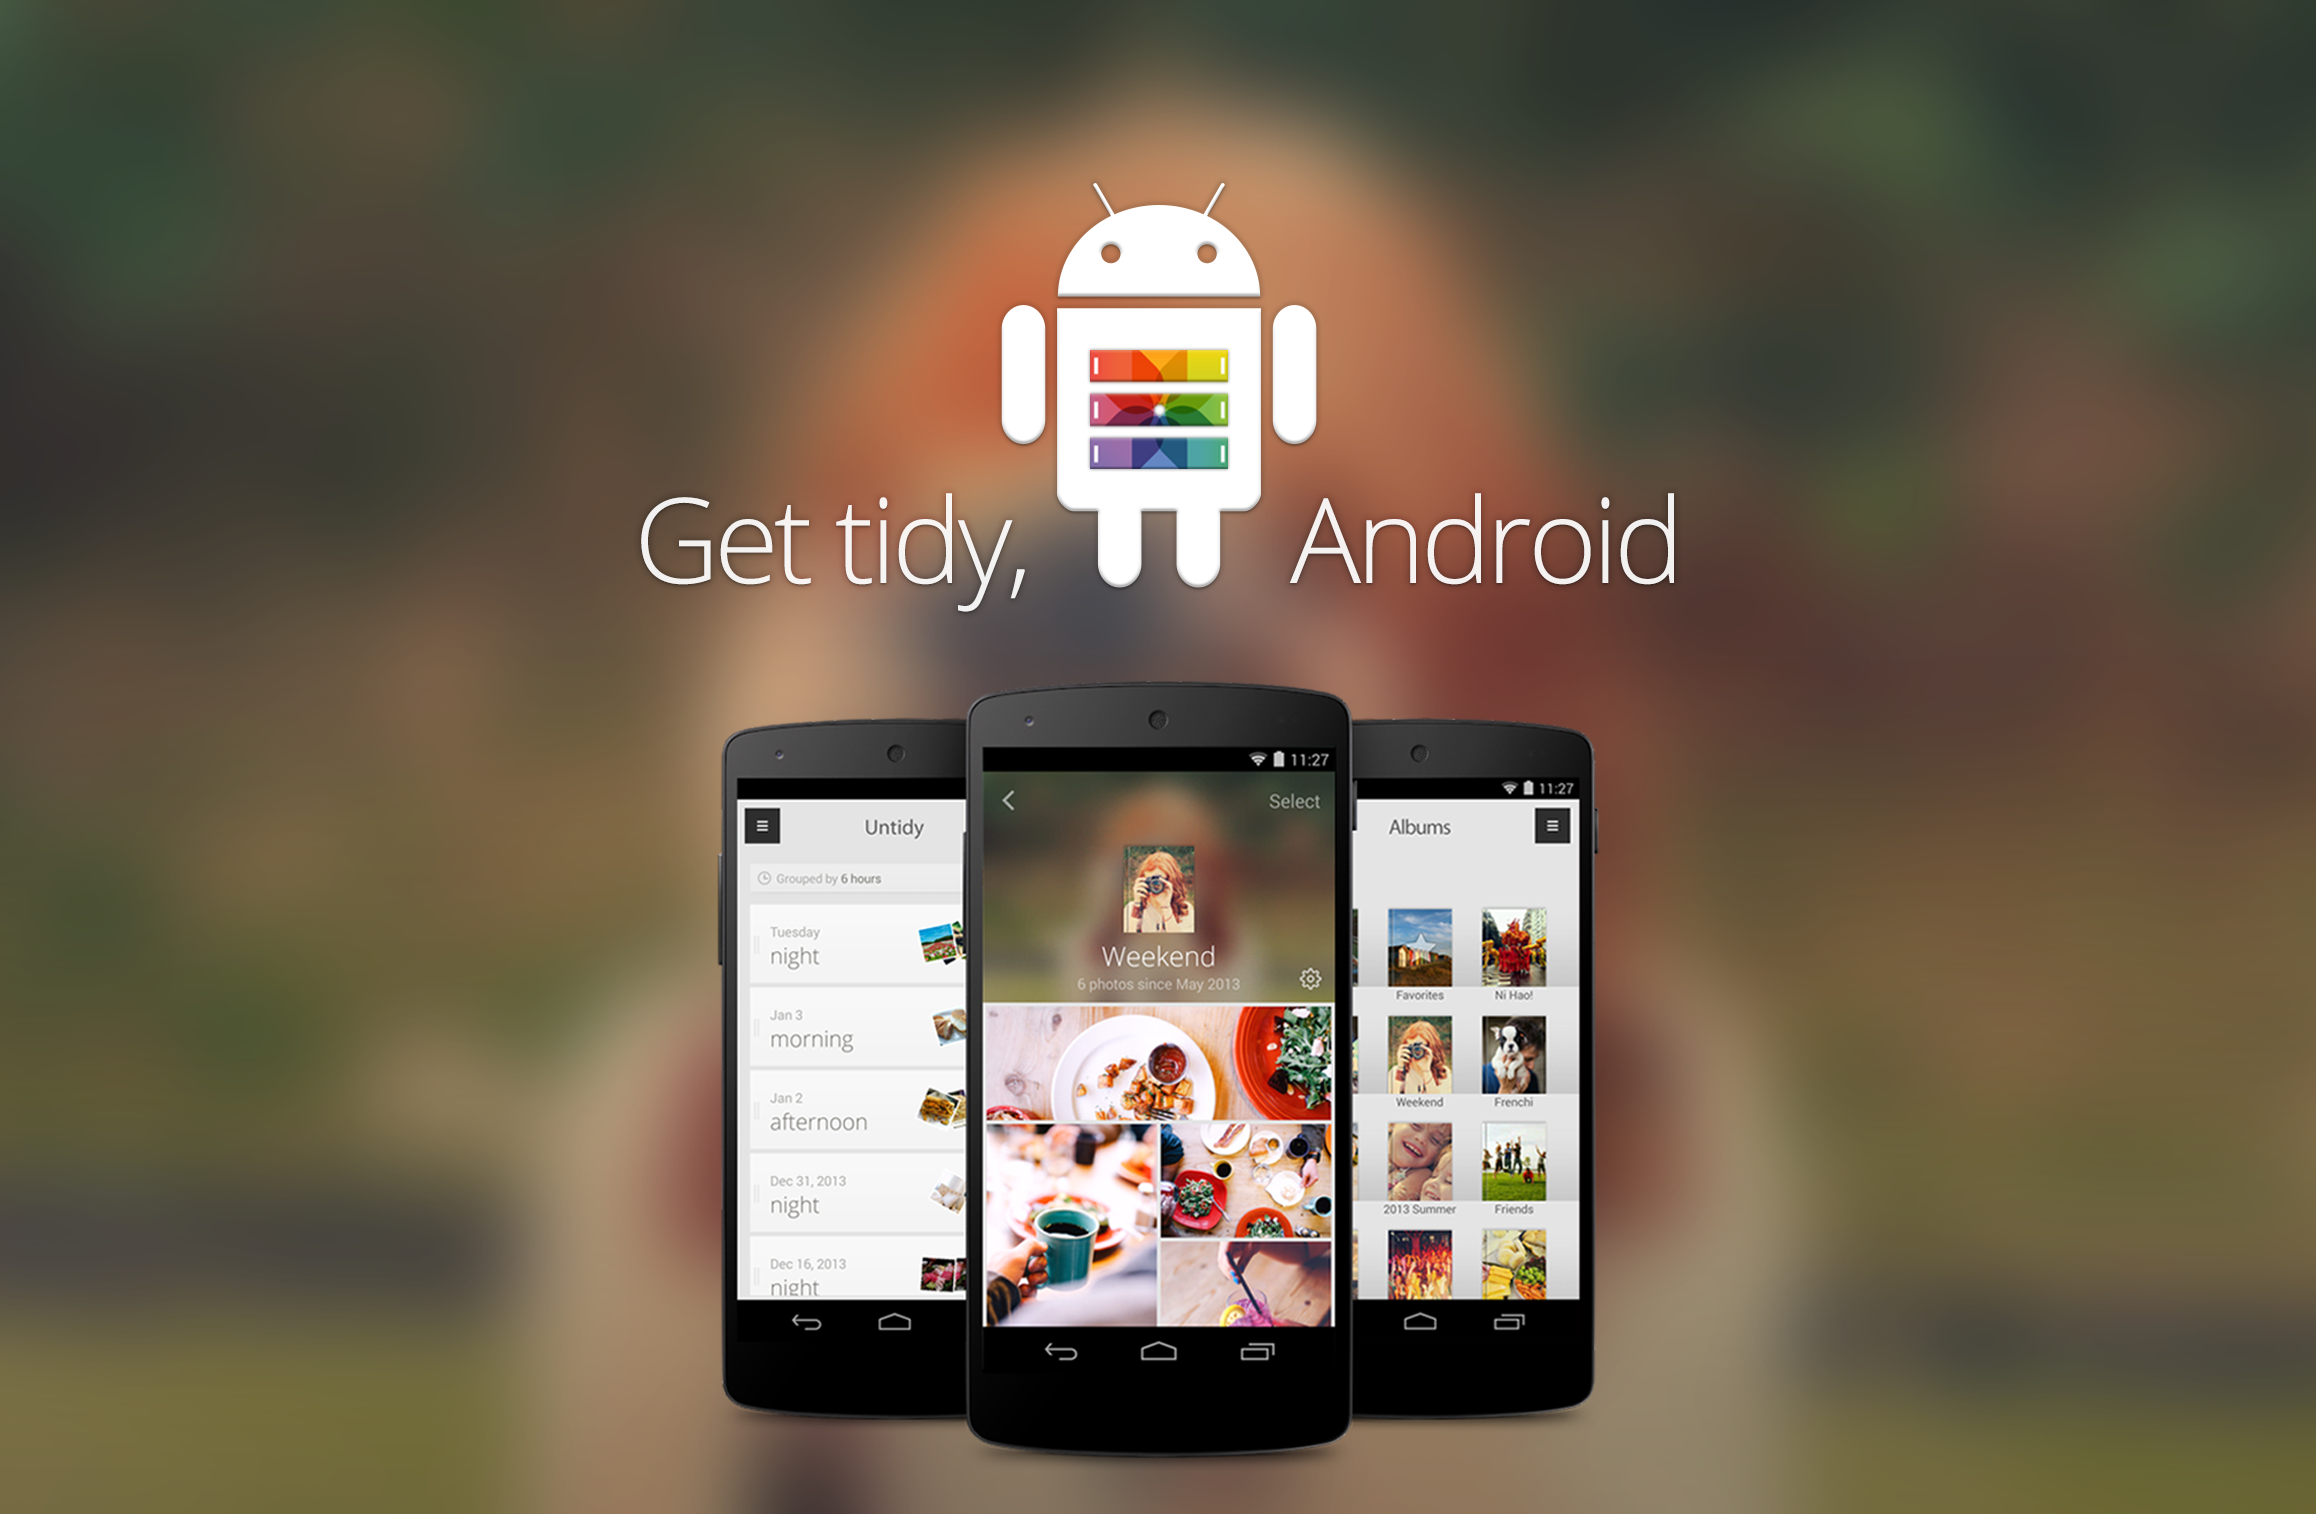 Get tidy, Android
Untidy
Grouped by 6 hours
Tuesday
night
Jan 3
morning
Jan 2
afternoon
Dec 31, 2013
night
Dec 16, 2013
night
11:27
Select
Weekend
6 photos since May 2013
11:27
Albums
Favorites
Ni Hao!
Weekend
Frenchi
2013 Summer
Friends